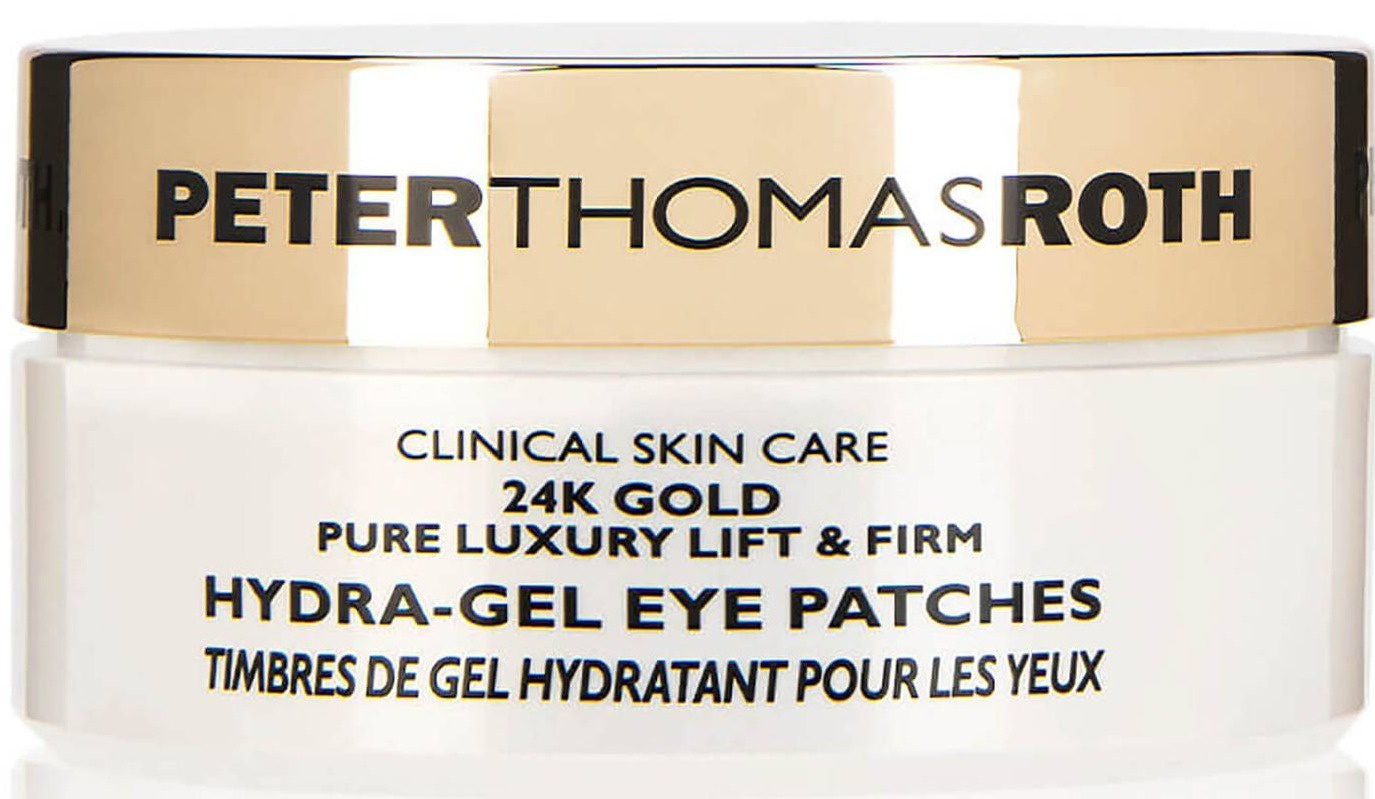 PETERTHOMASROTH
CLINICAL SKIN CARE
24K GOLD
PURE LUXURY LIFT & FIRM
HYDRA-GEL EYE PATCHES
TIMBRES DE GEL HYDRATANT POUR LES YEUX